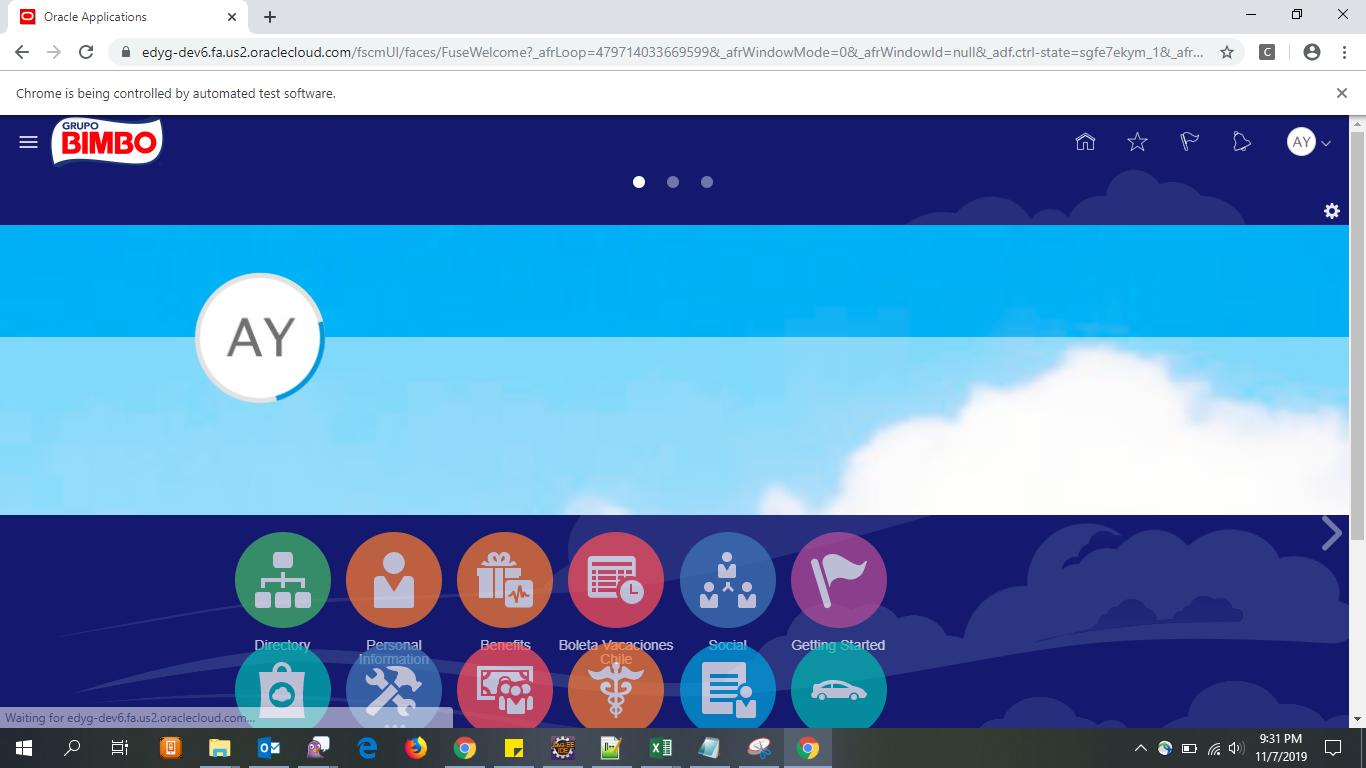 Oracle Applications
edyg-dev6.fa.us2.oraclecloud.com/fscmUI/faces/FuseWelcome?_afrLoop=479714033669599&_afrWindowMode=0&_afrWindowId=null&_adf.ctrl-state=sgfe7ekym_1&_afr...
C
Chrome is being controlled by automated test software.
GRUPO
BIMBO
AY
AY
Directory
Personal
Information
Benefits
Boleta Vacaciones
Chile
Social
Getting Started
Waiting for edyg-dev6.fa.us2.oraclecloud.com...
9:31 PM
11/7/2019